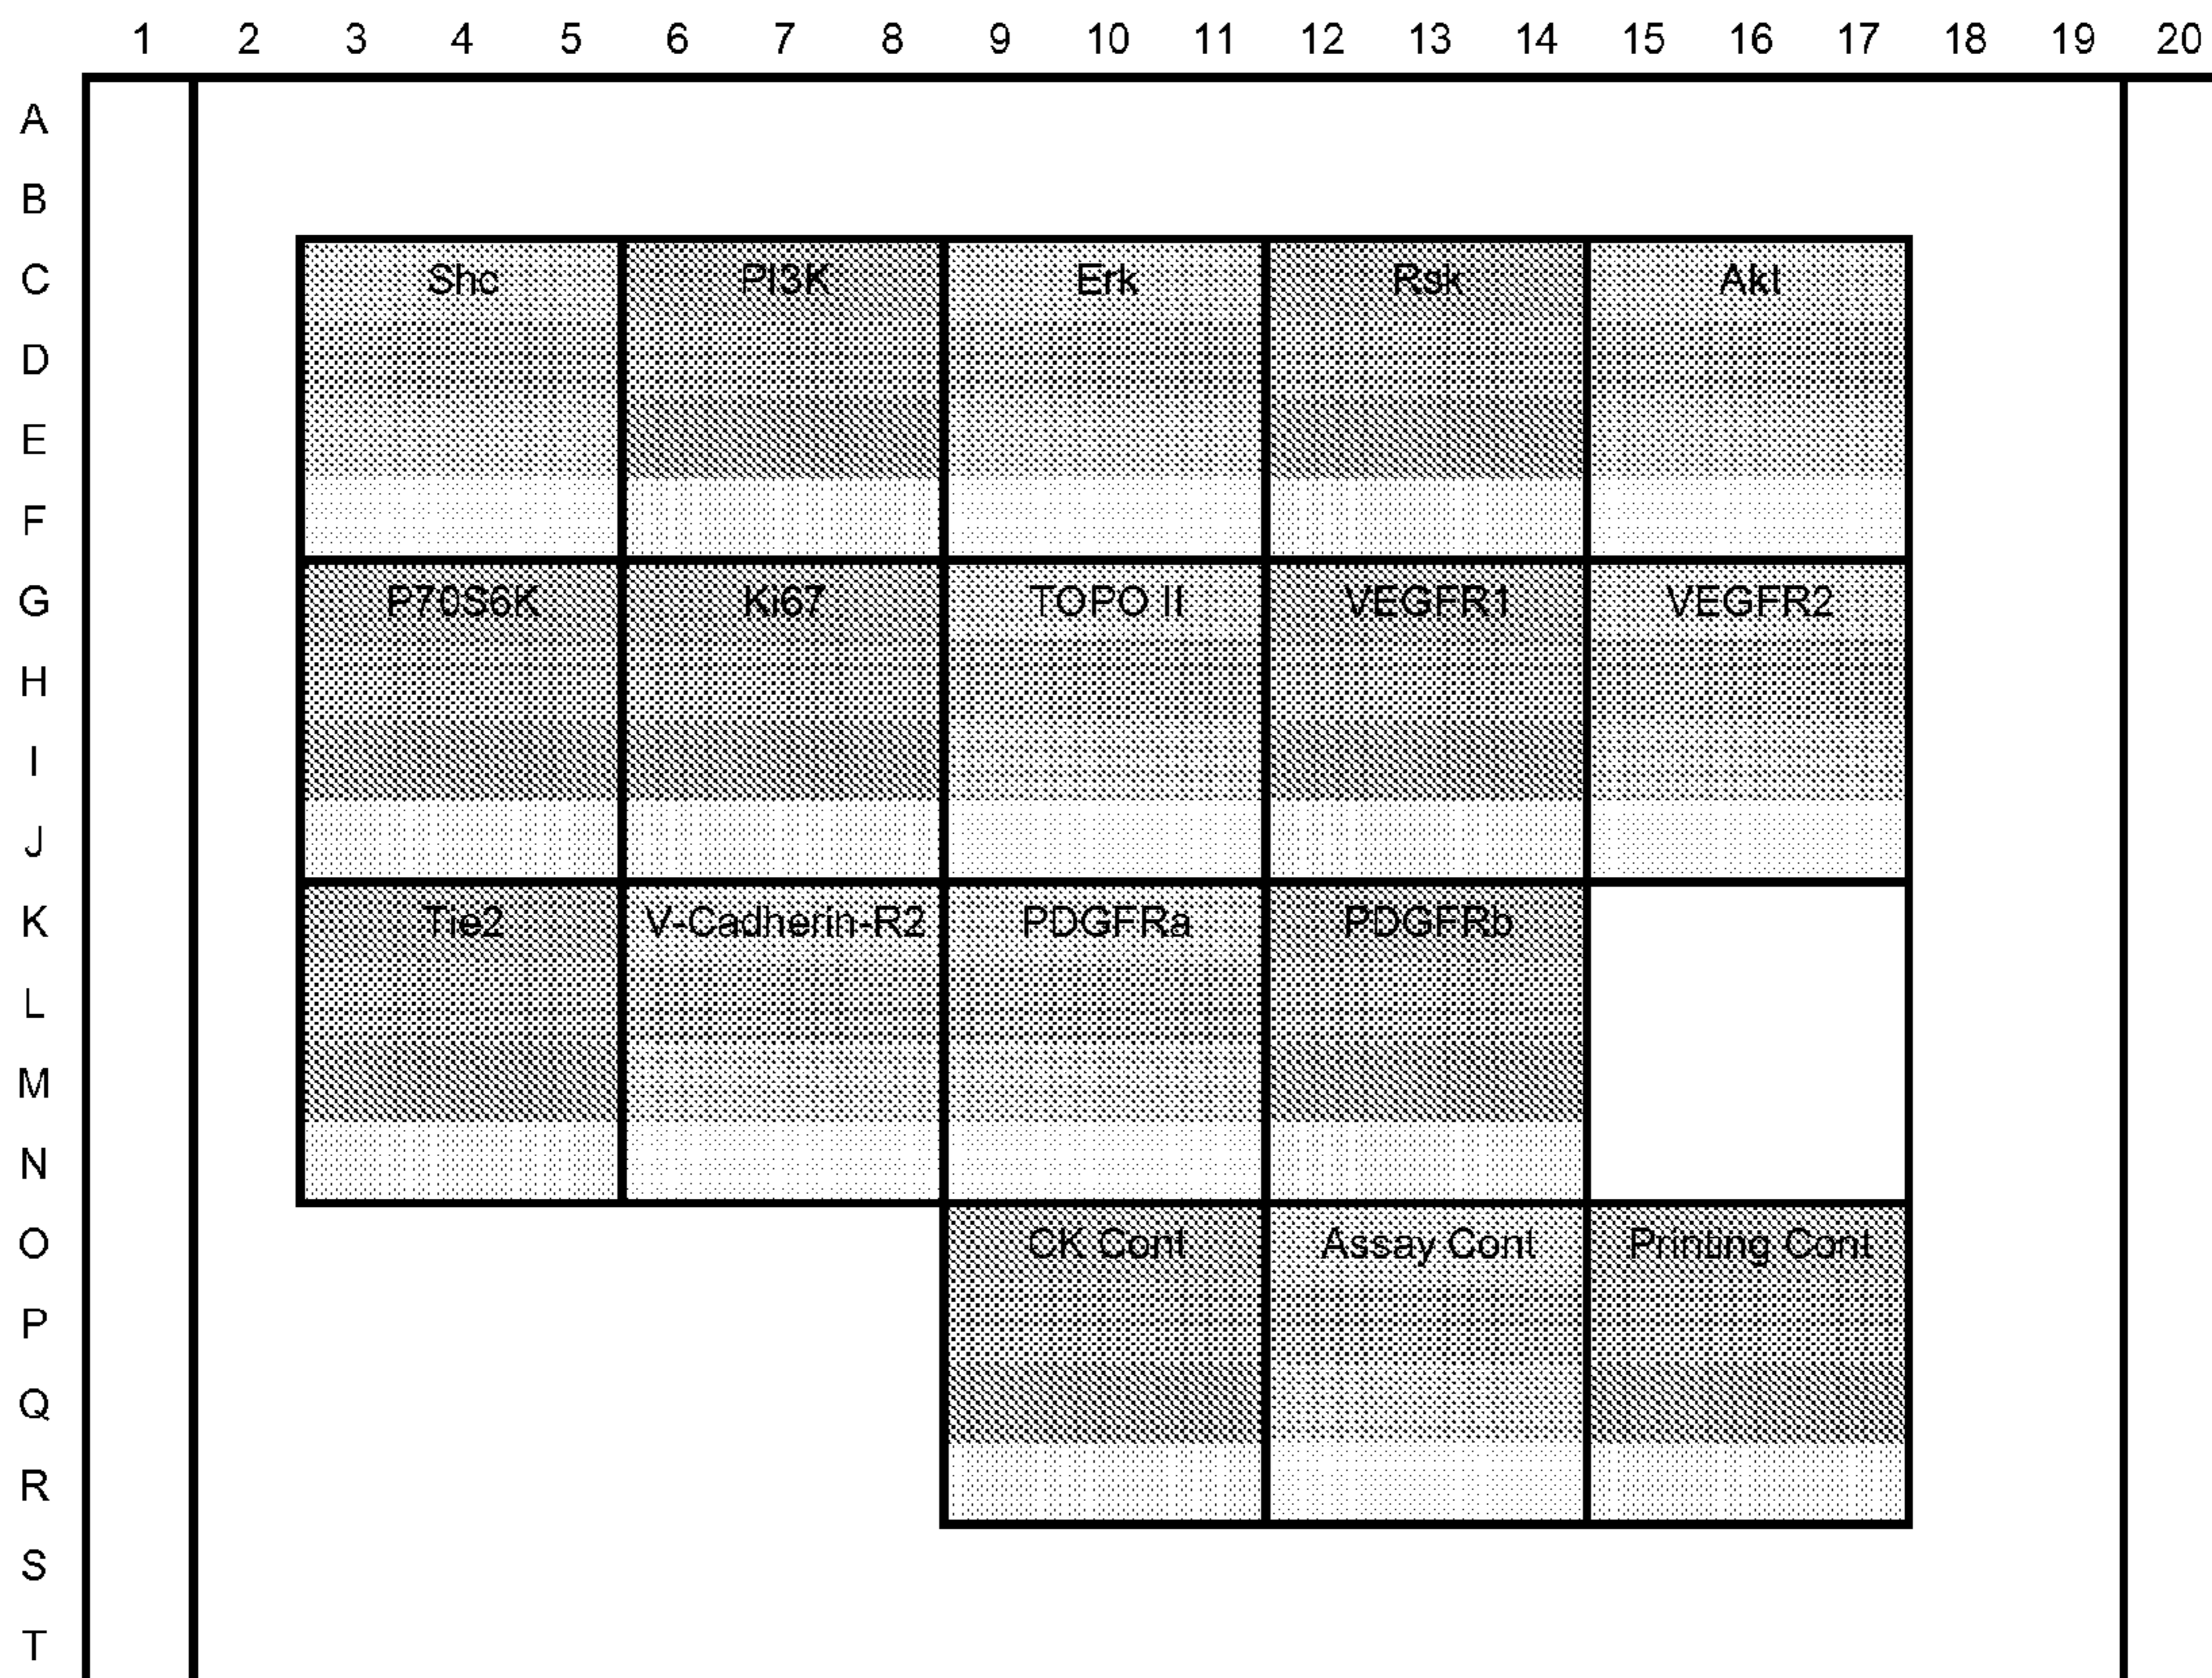 1 2 3 4 5 6 7 8 9 10 11 12 13 14 15 16 17 18 19 20
A
B
C Shc PI3K Erk Rsk Akt
D
E
F
G P70S6K Ki67 TOPO II VEGFR1 VEGFR2
H
I
J
K Tie2 V-Cadherin-R2 PDGFRa PDGFRb
L
M
N
O CK Cont Assay Cont Printing Cont
P
Q
R
S
T